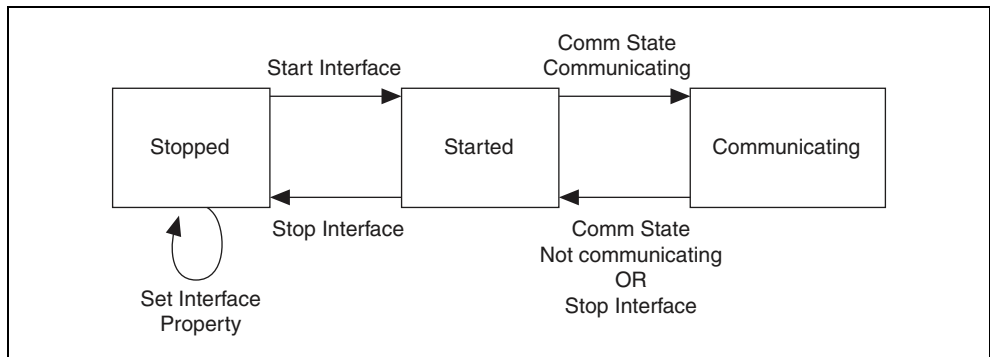 Start Interface
Comm State
Communicating
Stopped
Started
Communicating
Stop Interface
Comm State
Not communicating
OR
Stop Interface
Set Interface
Property